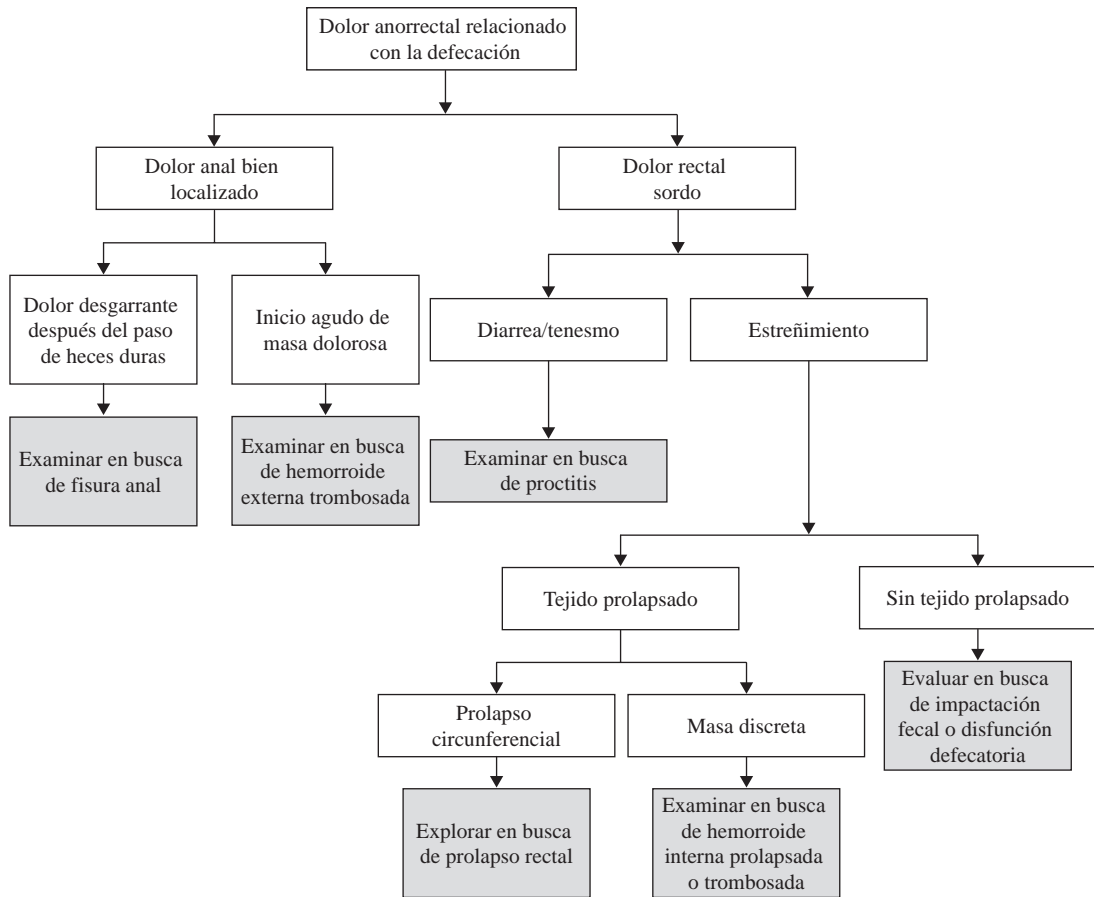 Dolor anorrectal relacionado
con la defecación
Dolor anal bien
localizado
Dolor rectal
sordo
Dolor desgarrante
después del paso
de heces duras
Inicio agudo de
masa dolorosa
Diarrea/tenesmo
Estreñimiento
Examinar en busca
de fisura anal
Examinar en busca
de hemorroide
externa trombosada
Examinar en busca
de proctitis
Tejido prolapsado
Sin tejido prolapsado
Prolapso
circunferencial
Masa discreta
Evaluar en busca
de impactación
fecal o disfunción
defecatoria
Explorar en busca
de prolapso rectal
Examinar en busca
de hemorroide
interna prolapsada
o trombosada